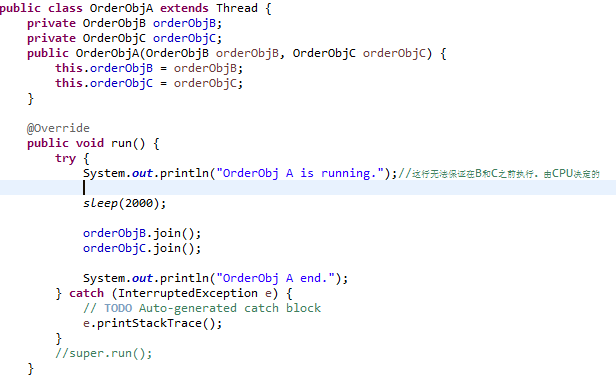 public class OrderObjA extends Thread {
private OrderObjB orderObjB;
private OrderObjC orderObjC;
public OrderObjA(OrderObjB orderObjB, OrderObjC orderObjC) {
this.orderObjB = orderObjB;
this.orderObjC = orderObjC;
}
@Override
public void run() {
try {
System.out.println("OrderObj A is running.");//这行无法保证在B和C之前执行。由CPU决定的
sleep(2000);
orderObjB.join();
orderObjC.join();
System.out.println("OrderObj A end.");
} catch (InterruptedException e) {
// TODO Auto-generated catch block
e.printStackTrace();
}
//super.run();
}